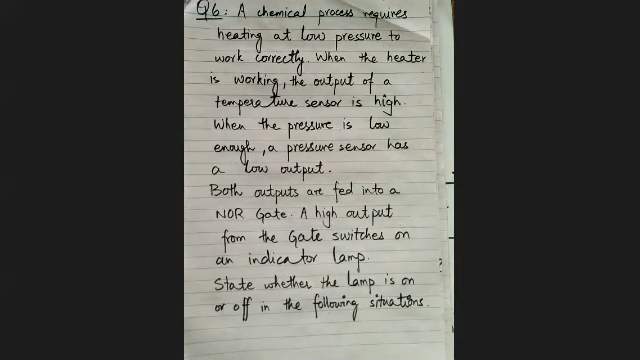 Q6: A chemical process requires
heating at low pressure to
work correctly. When the heater
is working, the output of a
temperature sensor is high.
When the pressure is low
enough, a pressure sensor has
a low output.
Both outputs are fed into a
NOR Gate. A high output
from the Gate switches on
an indicator lamp.
State whether the lamp is on
or off in the following situations.